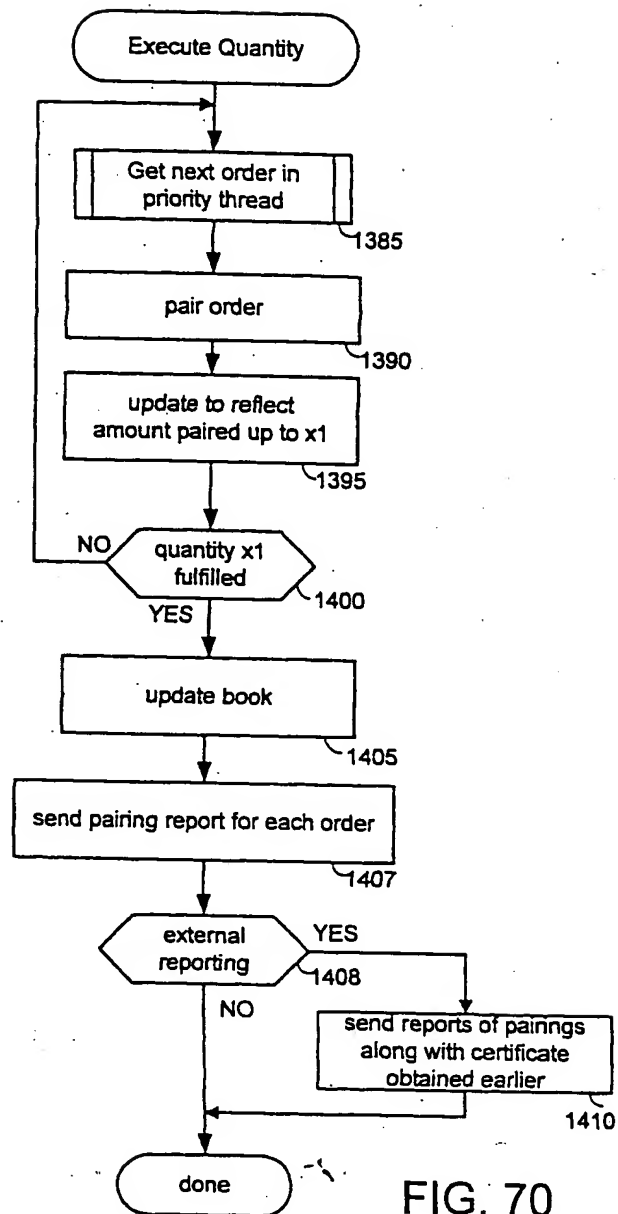 Execute Quantity
Get next order in
priority thread
1385
pair order
1390
update to reflect
amount paired up to x1
1395
NO
quantity x1
fulfilled
1400
YES
update book
1405
send pairing report for each order
1407
external
reporting
YES
1408
NO
send reports of painngs
along with certificate
obtained earlier
1410
done
FIG. 70